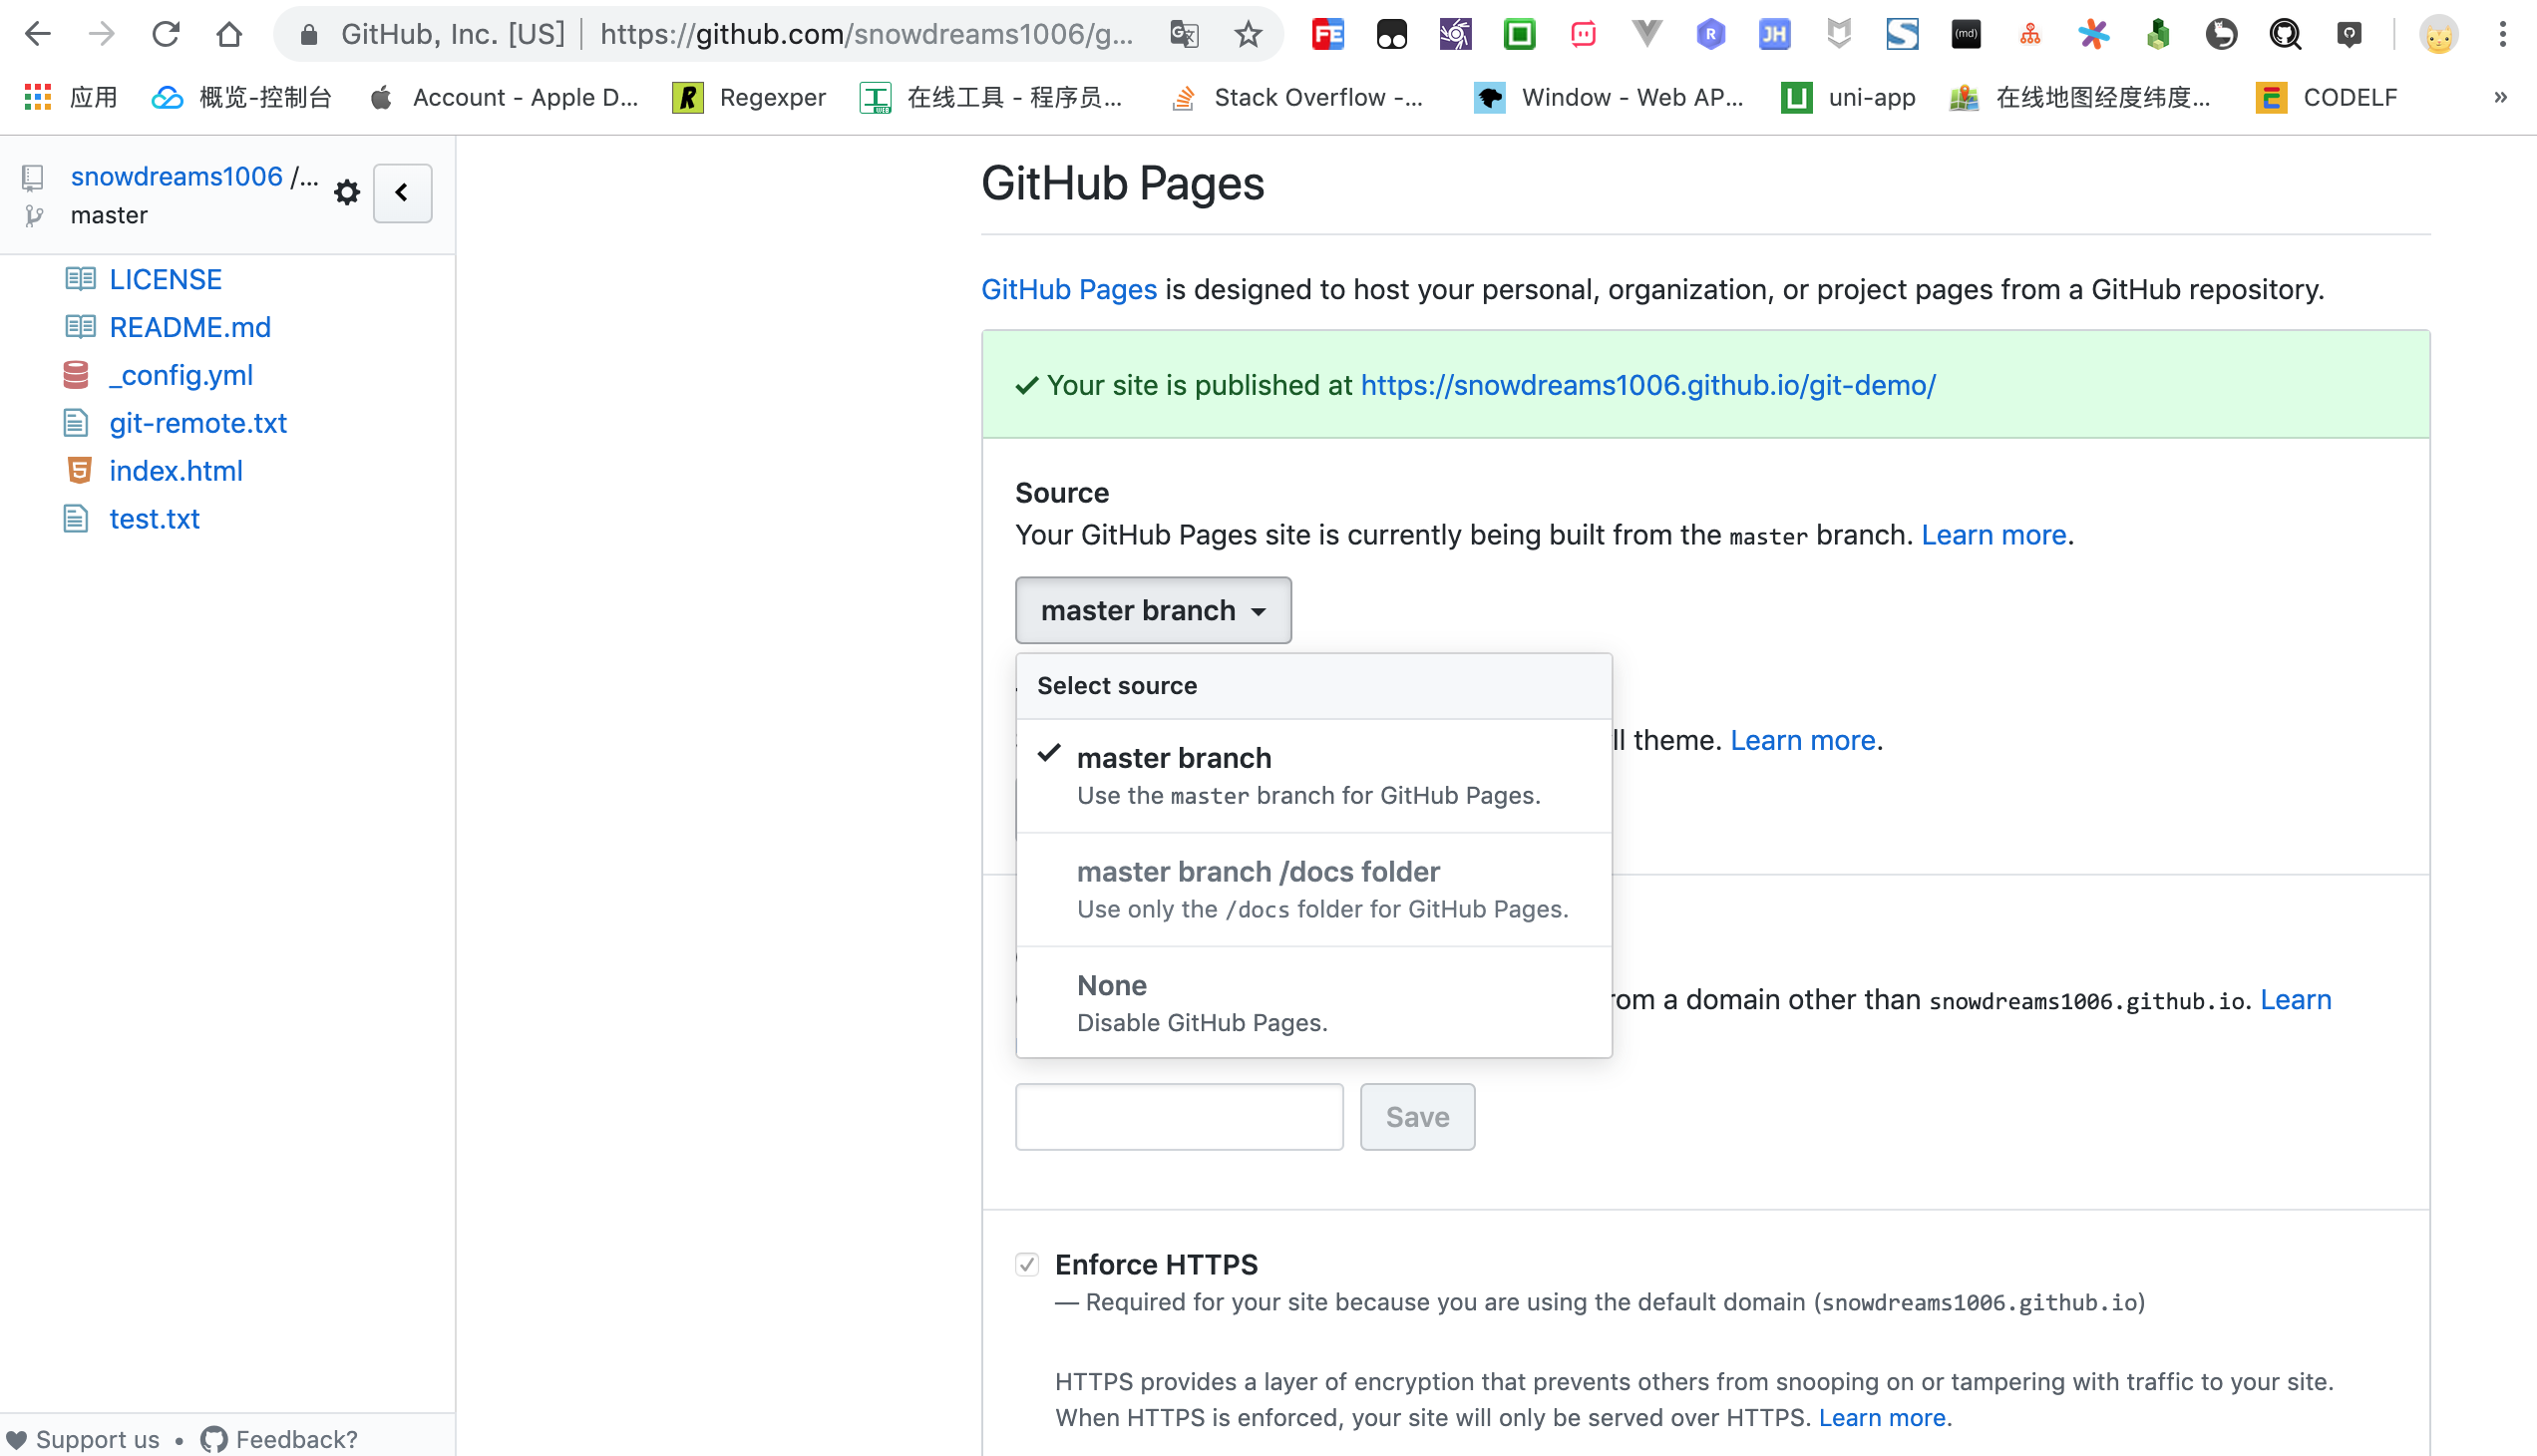 GitHub, Inc. [US] https://github.com/snowdreams1006/g...
应用 概览-控制台 Account - Apple D... Regexper 在线工具 - 程序员... Stack Overflow -... Window - Web AP... uni-app 在线地图经度纬度... CODELF »
snowdreams1006 /...
master
LICENSE
README.md
_config.yml
git-remote.txt
index.html
test.txt
Support us • Feedback?
GitHub Pages
GitHub Pages is designed to host your personal, organization, or project pages from a GitHub repository.
Your site is published at https://snowdreams1006.github.io/git-demo/
Source
Your GitHub Pages site is currently being built from the master branch. Learn more.
master branch
Select source
master branch
Use the master branch for GitHub Pages.
master branch /docs folder
Use only the /docs folder for GitHub Pages.
None
Disable GitHub Pages.
ll theme. Learn more.
om a domain other than snowdreams1006.github.io. Learn
Save
Enforce HTTPS
— Required for your site because you are using the default domain (snowdreams1006.github.io)
HTTPS provides a layer of encryption that prevents others from snooping on or tampering with traffic to your site.
When HTTPS is enforced, your site will only be served over HTTPS. Learn more.